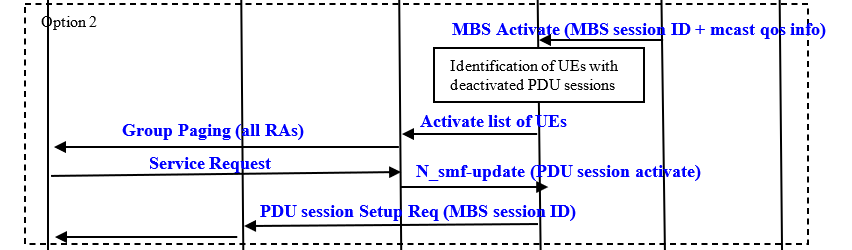 Option 2
MBS Activate (MBS session ID + mcast qos info)
Identification of UEs with
deactivated PDU sessions
Activate list of UEs
Group Paging (all RAs)
Service Request
N_smf-update (PDU session activate)
PDU session Setup Req (MBS session ID)